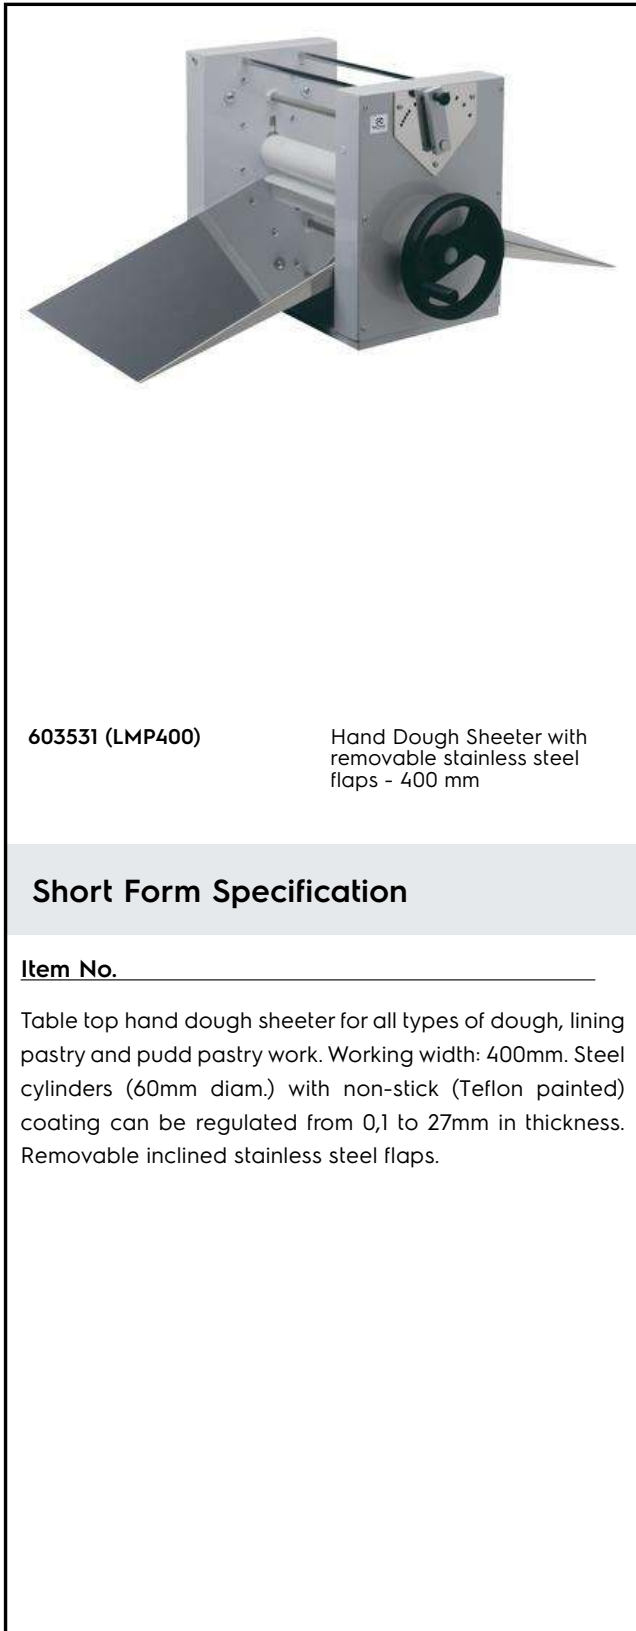 603531 (LMP400)
Hand Dough Sheeter with
removable stainless steel
flaps - 400 mm
Short Form Specification
Item No.
Table top hand dough sheeter for all types of dough, lining
pastry and pudd pastry work. Working width: 400mm. Steel
cylinders (60mm diam.) with non-stick (Teflon painted)
coating can be regulated from 0,1 to 27mm in thickness.
Removable inclined stainless steel flaps.